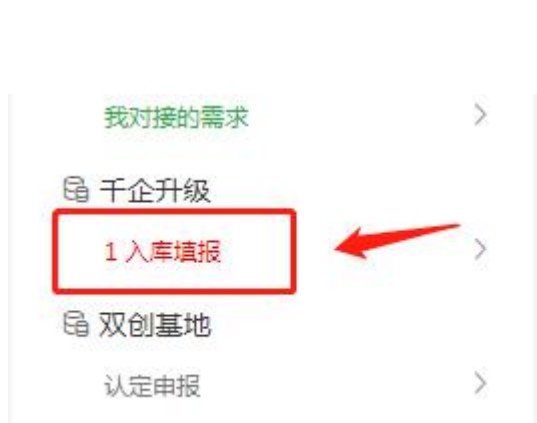 我对接的需求
千企升级
1 入库填报
双创基地
认定申报